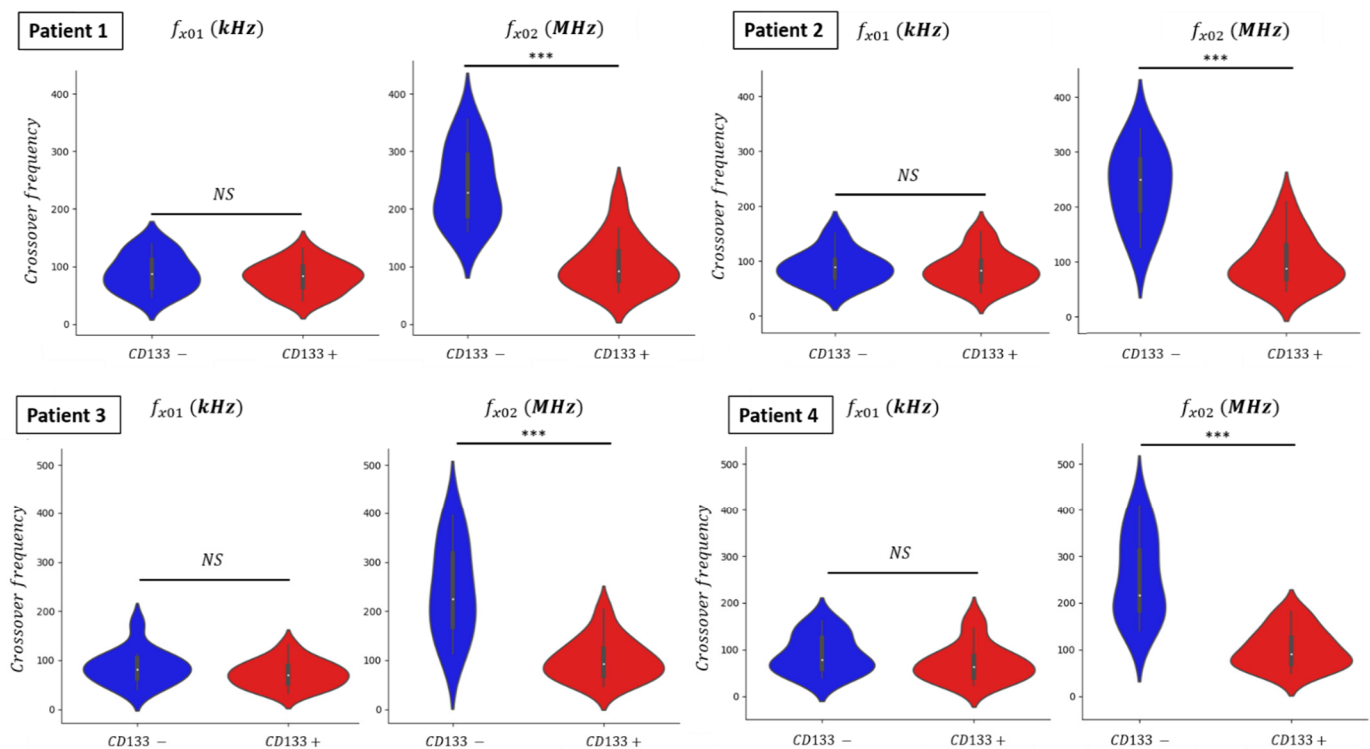 Patient 1
f_x01 (kHz)
f_x02 (MHz)
Crossover frequency
400
300
200
100
0
NS
CD133 −
CD133 +
400
300
200
100
0
***
CD133 −
CD133 +
Patient 2
f_x01 (kHz)
f_x02 (MHz)
Crossover frequency
400
300
200
100
0
NS
CD133 −
CD133 +
400
300
200
100
0
***
CD133 −
CD133 +
Patient 3
f_x01 (kHz)
f_x02 (MHz)
Crossover frequency
500
400
300
200
100
0
NS
CD133 −
CD133 +
500
400
300
200
100
0
***
CD133 −
CD133 +
Patient 4
f_x01 (kHz)
f_x02 (MHz)
Crossover frequency
500
400
300
200
100
0
NS
CD133 −
CD133 +
500
400
300
200
100
0
***
CD133 −
CD133 +